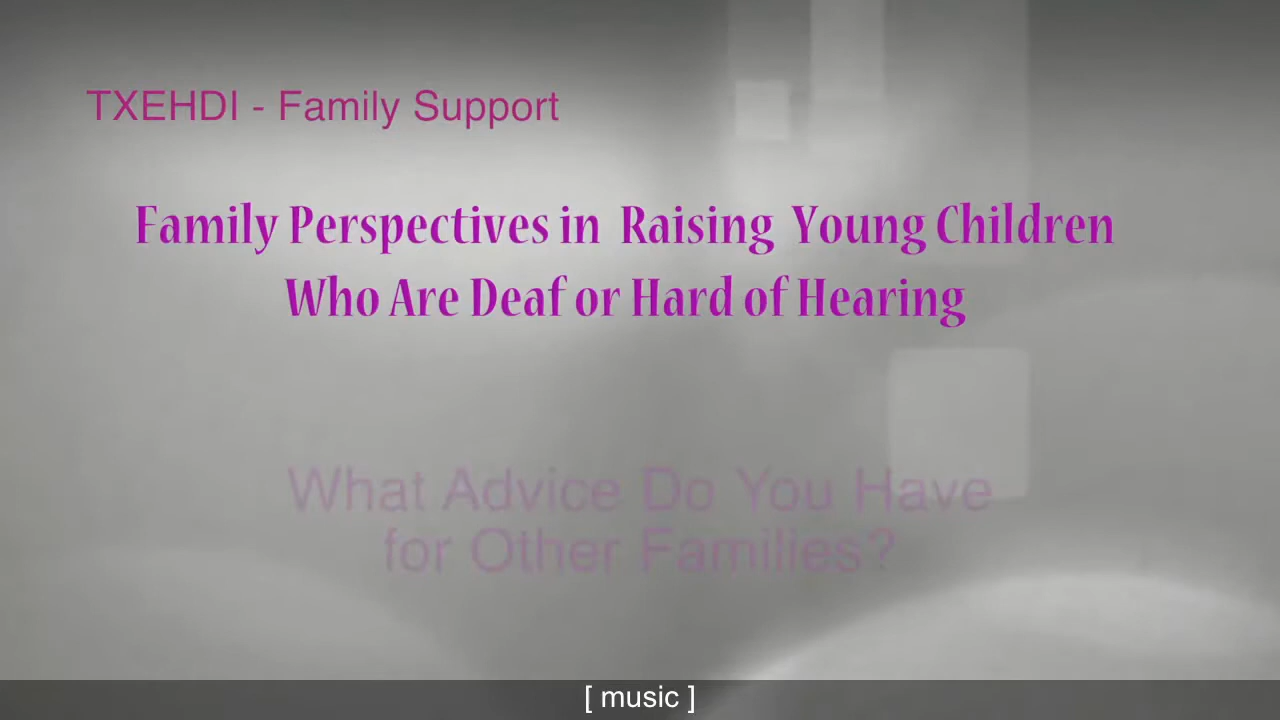 TXEHDI - Family Support
Family Perspectives in Raising Young Children
Who Are Deaf or Hard of Hearing
What Advice Do You Have
for Other Families?
[ music ]